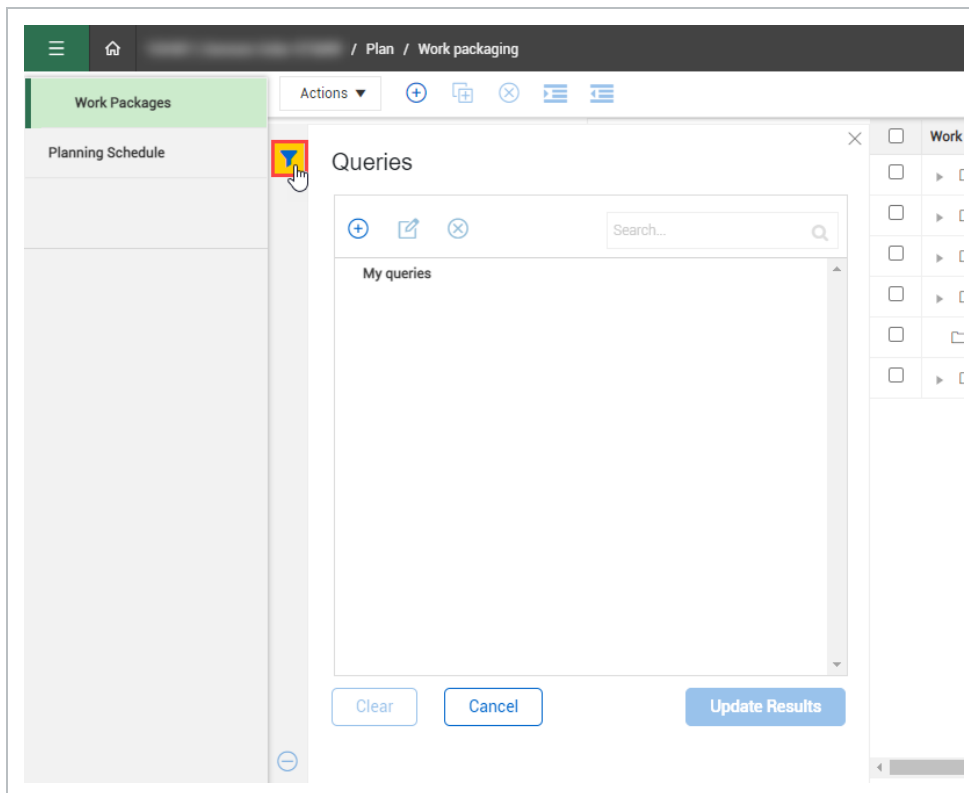 / Plan / Work packaging
Work Packages
Actions
Planning Schedule
Queries
Work
Search...
My queries
Clear
Cancel
Update Results